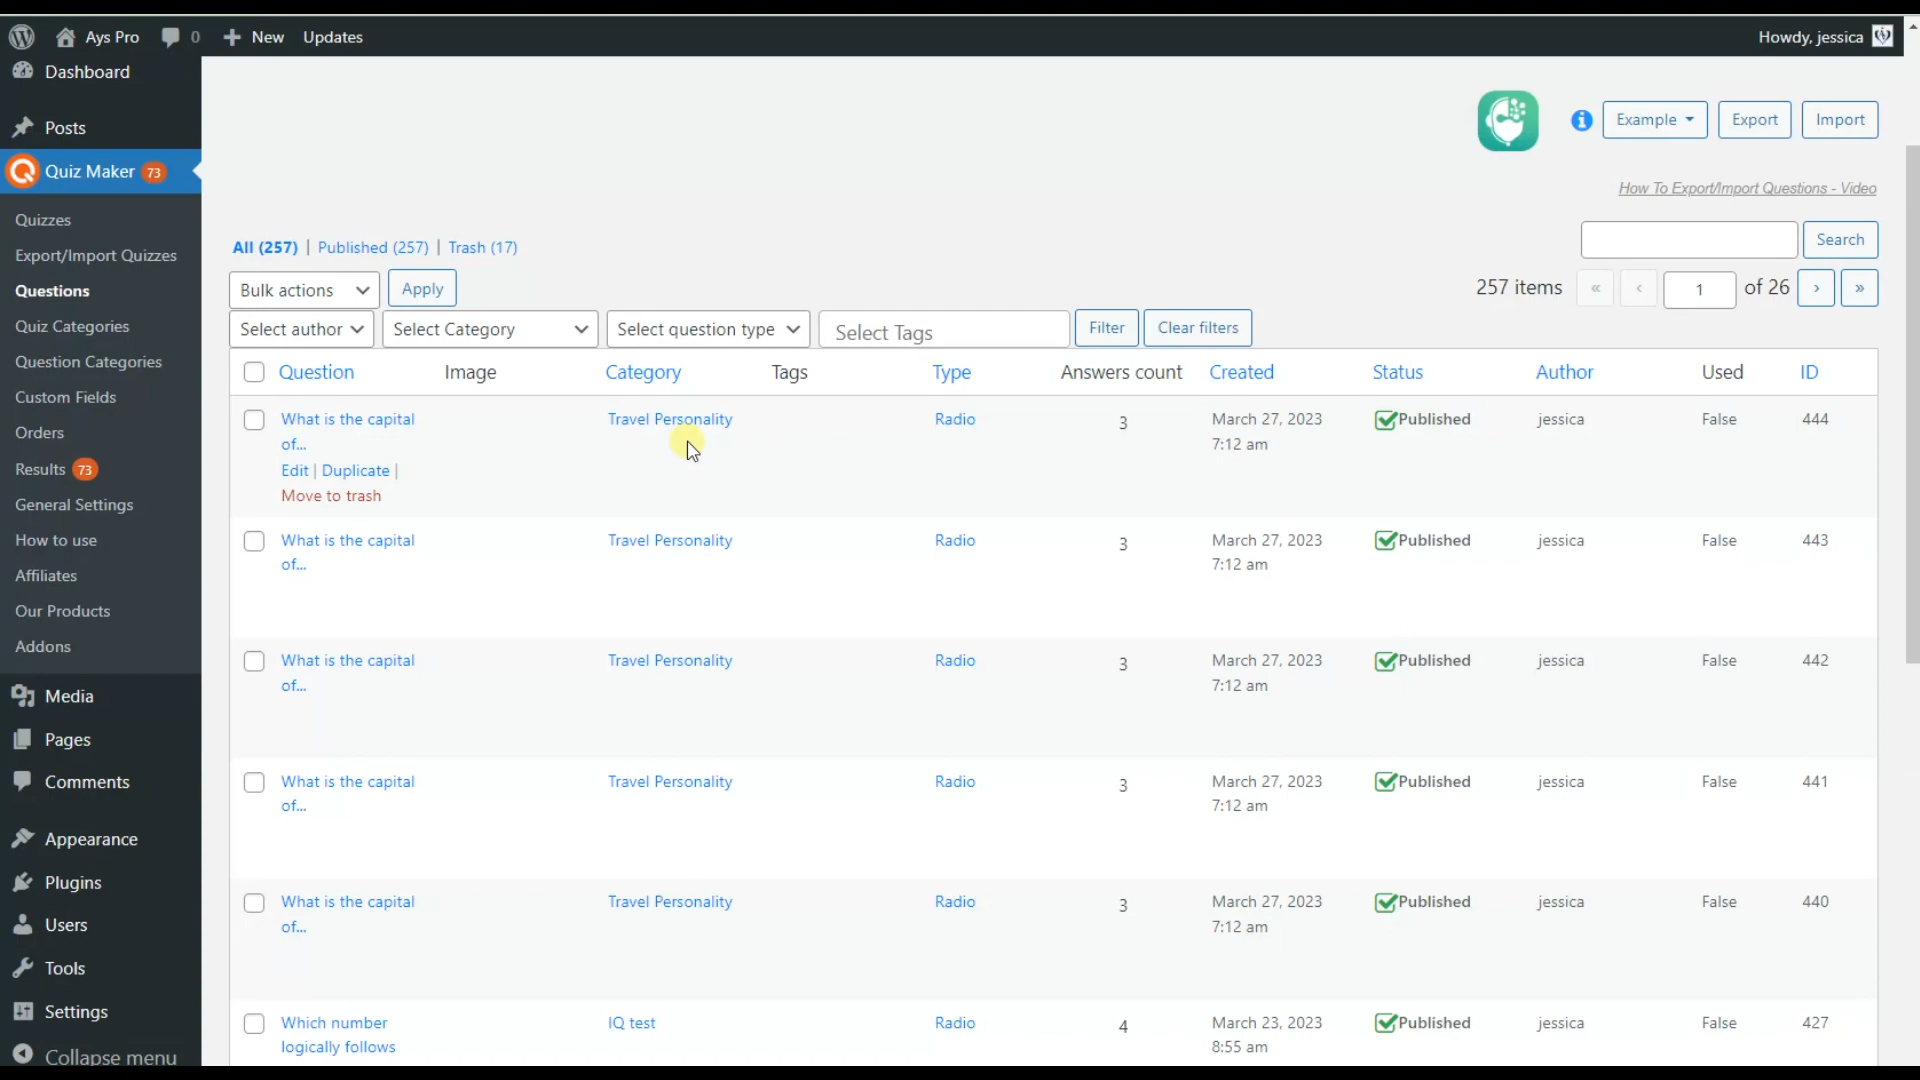 Ays Pro 0 New Updates Howdy, jessica
Dashboard
Posts
Quiz Maker 73
Quizzes
Export/Import Quizzes
Questions
Quiz Categories
Question Categories
Custom Fields
Orders
Results 73
General Settings
How to use
Affiliates
Our Products
Addons
Media
Pages
Comments
Appearance
Plugins
Users
Tools
Settings
Collapse menu
Example Export Import
How To Export/Import Questions - Video
All (257) | Published (257) | Trash (17)
Search
Bulk actions Apply
257 items « ‹ 1 of 26 › »
Select author Select Category Select question type Select Tags Filter Clear filters
Question Image Category Tags Type Answers count Created Status Author Used ID
What is the capital Travel Personality Radio 3 March 27, 2023 Published jessica False 444
of... 7:12 am
Edit | Duplicate |
Move to trash
What is the capital Travel Personality Radio 3 March 27, 2023 Published jessica False 443
of... 7:12 am
What is the capital Travel Personality Radio 3 March 27, 2023 Published jessica False 442
of... 7:12 am
What is the capital Travel Personality Radio 3 March 27, 2023 Published jessica False 441
of... 7:12 am
What is the capital Travel Personality Radio 3 March 27, 2023 Published jessica False 440
of... 7:12 am
Which number IQ test Radio 4 March 23, 2023 Published jessica False 427
logically follows 8:55 am